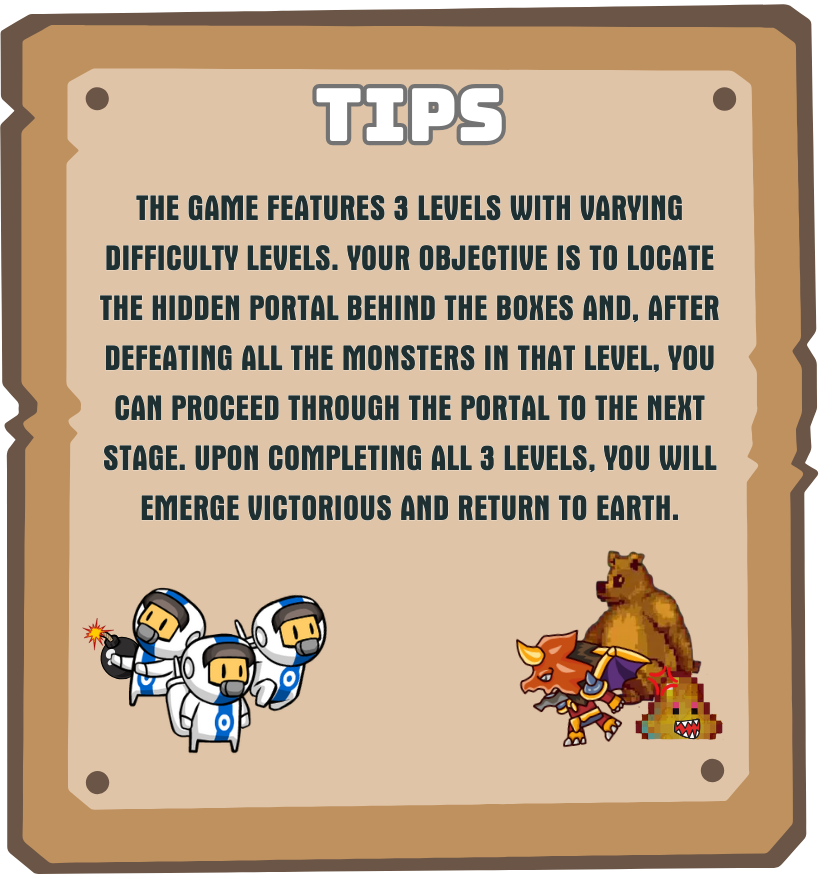 TIPS
THE GAME FEATURES 3 LEVELS WITH VARYING
DIFFICULTY LEVELS. YOUR OBJECTIVE IS TO LOCATE
THE HIDDEN PORTAL BEHIND THE BOXES AND, AFTER
DEFEATING ALL THE MONSTERS IN THAT LEVEL, YOU
CAN PROCEED THROUGH THE PORTAL TO THE NEXT
STAGE. UPON COMPLETING ALL 3 LEVELS, YOU WILL
EMERGE VICTORIOUS AND RETURN TO EARTH.